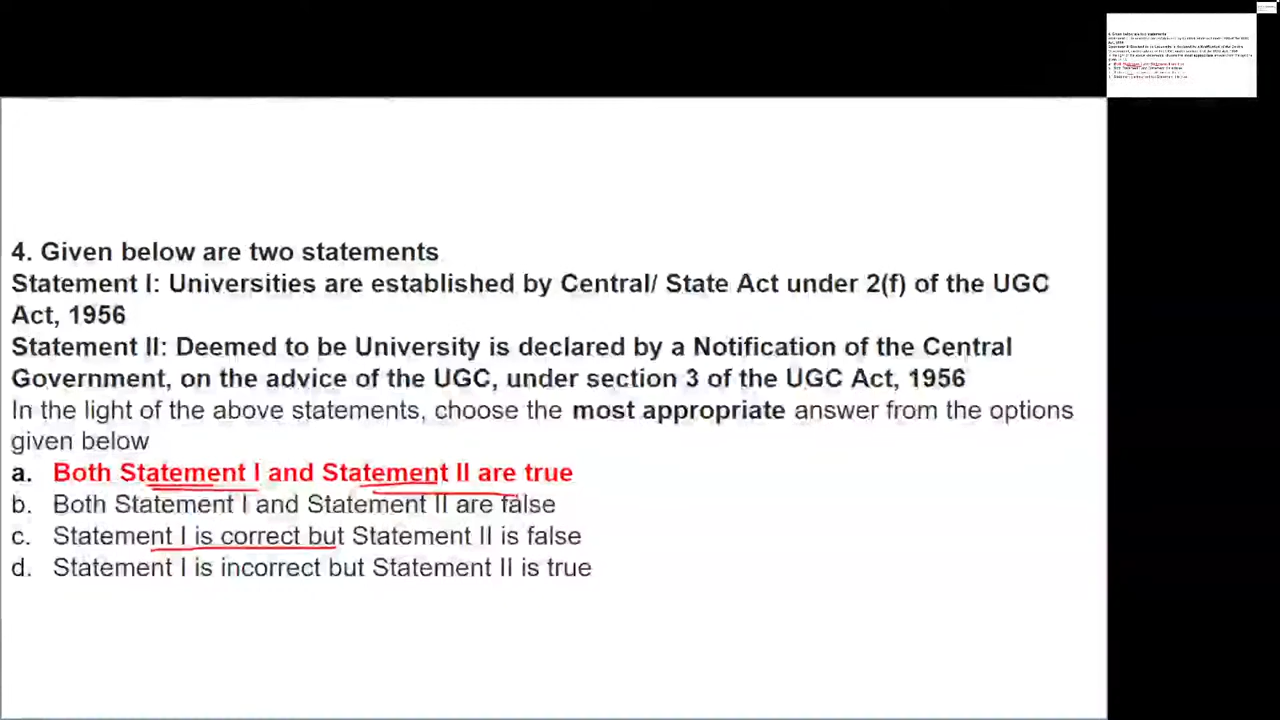 4. Given below are two statements
Statement I: Universities are established by Central/ State Act under 2(f) of the UGC
Act, 1956
Statement II: Deemed to be University is declared by a Notification of the Central
Government, on the advice of the UGC, under section 3 of the UGC Act, 1956
In the light of the above statements, choose the most appropriate answer from the options
given below
a. Both Statement I and Statement II are true
b. Both Statement I and Statement II are false
c. Statement I is correct but Statement II is false
d. Statement I is incorrect but Statement II is true